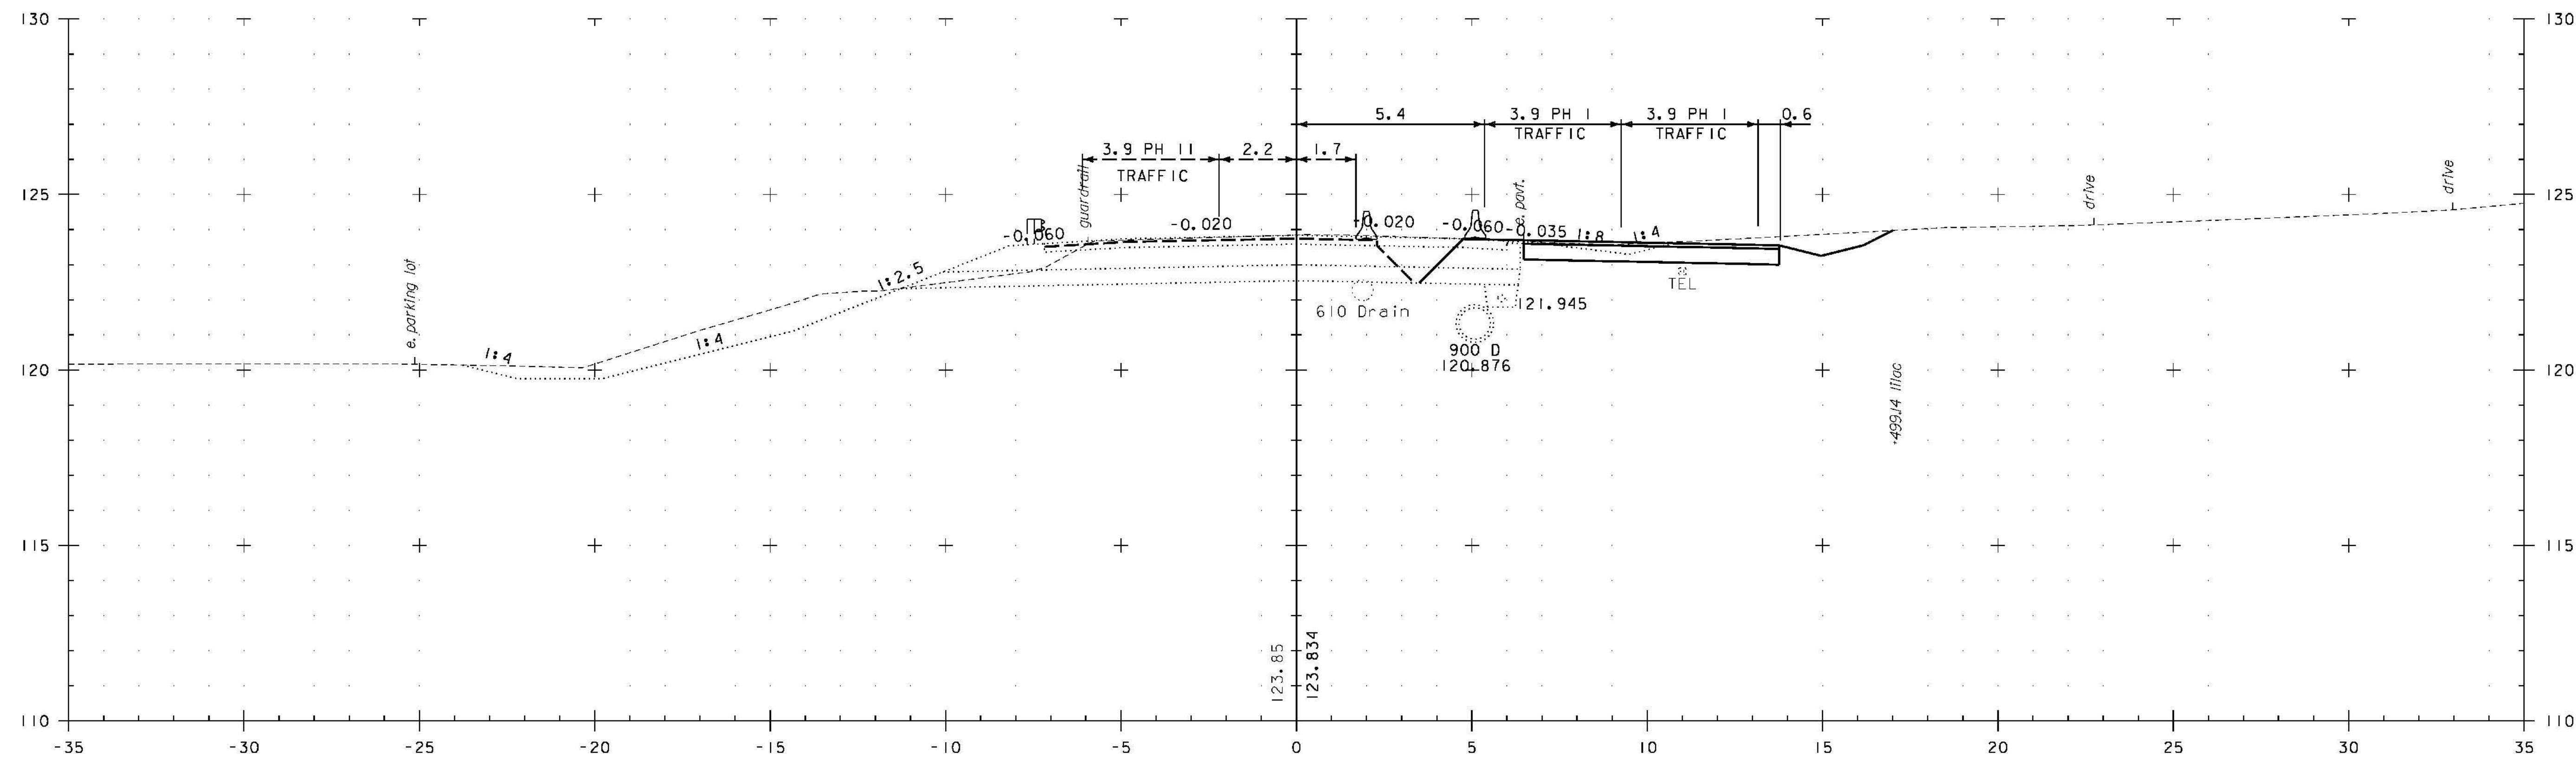 130 130
5.4 3.9 PH I 3.9 PH I 0.6
TRAFFIC TRAFFIC
3.9 PH II 2.2 1.7
TRAFFIC
125 125
guardrail
e. pavt.
drive
drive
-0.060 -0.020 -0.020 -0.060 -0.035 1:8 1:4
e. parking lot
1:2.5
TEL
610 Drain
121.945
1:4
1:4
900 D
120.876
120 120
+499.14 lilac
115 115
123.85
123.834
110 110
-35 -30 -25 -20 -15 -10 -5 0 5 10 15 20 25 30 35